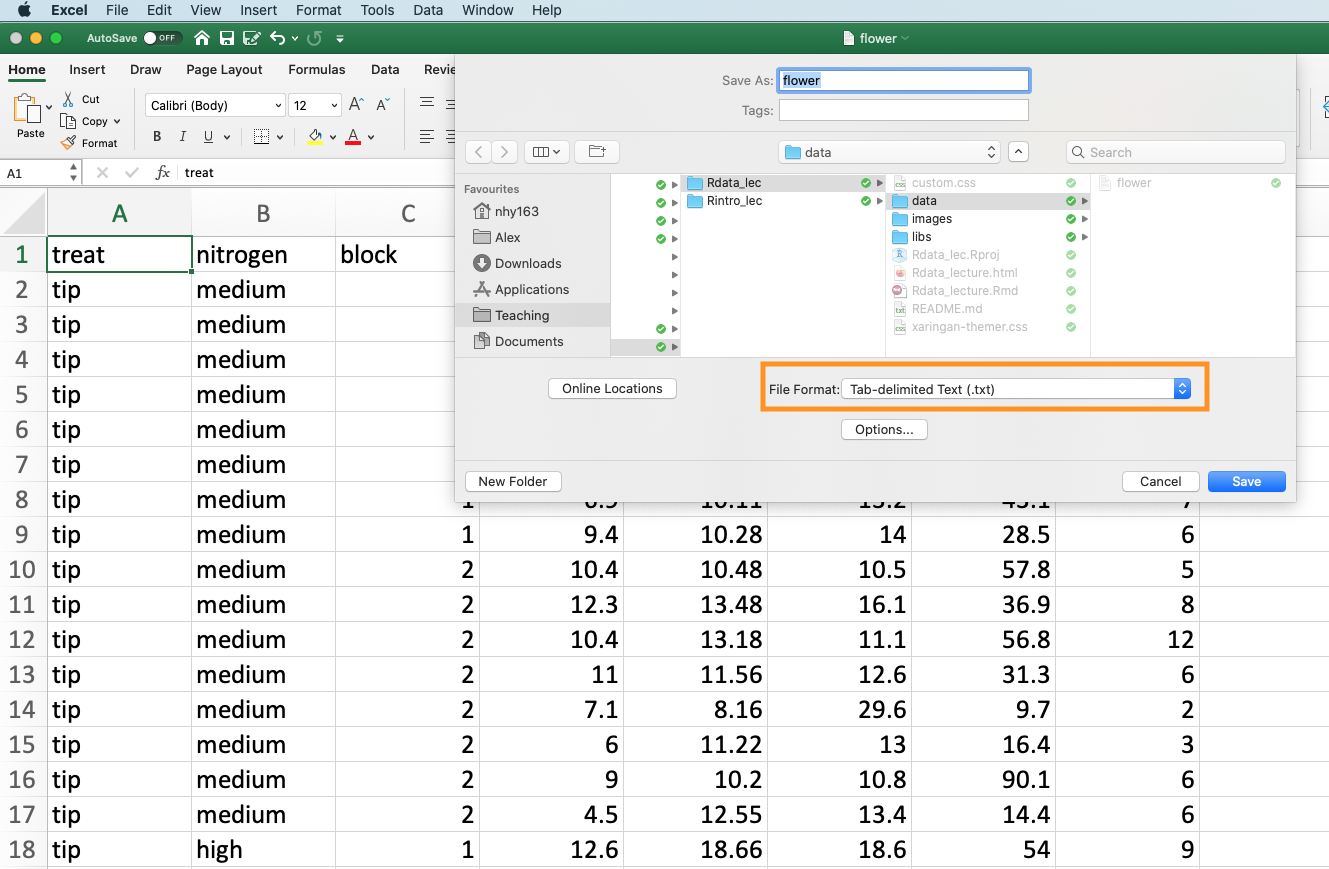 Excel File Edit View Insert Format Tools Data Window Help
AutoSave OFF flower
Home Insert Draw Page Layout Formulas Data
Paste Cut Copy Format
Calibri (Body) 12 A A
B I U A
Save As: flower
Tags:
data Search
A1 fx treat
Favourites
nhy163
Alex
Downloads
Applications
Teaching
Documents
Rdata_lec
Rintro_lec
custom.css
data
images
libs
Rdata_lec.Rproj
Rdata_lecture.html
Rdata_lecture.Rmd
README.md
xaringan-themer.css
flower
Online Locations File Format: Tab-delimited Text (.txt)
Options...
New Folder Cancel Save
A B C
1 treat nitrogen block
2 tip medium
3 tip medium
4 tip medium
5 tip medium
6 tip medium
7 tip medium
8 tip medium
9 tip medium 1 9.4 10.28 14 28.5 6
10 tip medium 2 10.4 10.48 10.5 57.8 5
11 tip medium 2 12.3 13.48 16.1 36.9 8
12 tip medium 2 10.4 13.18 11.1 56.8 12
13 tip medium 2 11 11.56 12.6 31.3 6
14 tip medium 2 7.1 8.16 29.6 9.7 2
15 tip medium 2 6 11.22 13 16.4 3
16 tip medium 2 9 10.2 10.8 90.1 6
17 tip medium 2 4.5 12.55 13.4 14.4 6
18 tip high 1 12.6 18.66 18.6 54 9